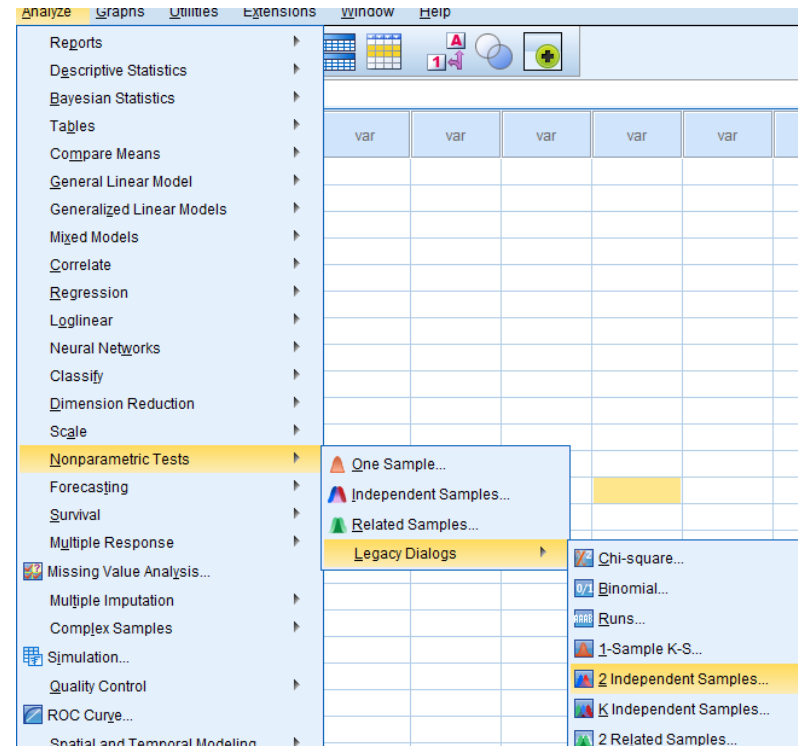 Analyze Graphs Utilities Extensions Window Help
Reports
Descriptive Statistics
Bayesian Statistics
Tables
Compare Means
General Linear Model
Generalized Linear Models
Mixed Models
Correlate
Regression
Loglinear
Neural Networks
Classify
Dimension Reduction
Scale
Nonparametric Tests
Forecasting
Survival
Multiple Response
Missing Value Analysis...
Multiple Imputation
Complex Samples
Simulation...
Quality Control
ROC Curve...
Spatial and Temporal Modeling
A
1
var var var var var
One Sample...
Independent Samples...
Related Samples...
Legacy Dialogs
Chi-square...
0/1 Binomial...
AAAB Runs...
1-Sample K-S...
2 Independent Samples...
K Independent Samples...
2 Related Samples...